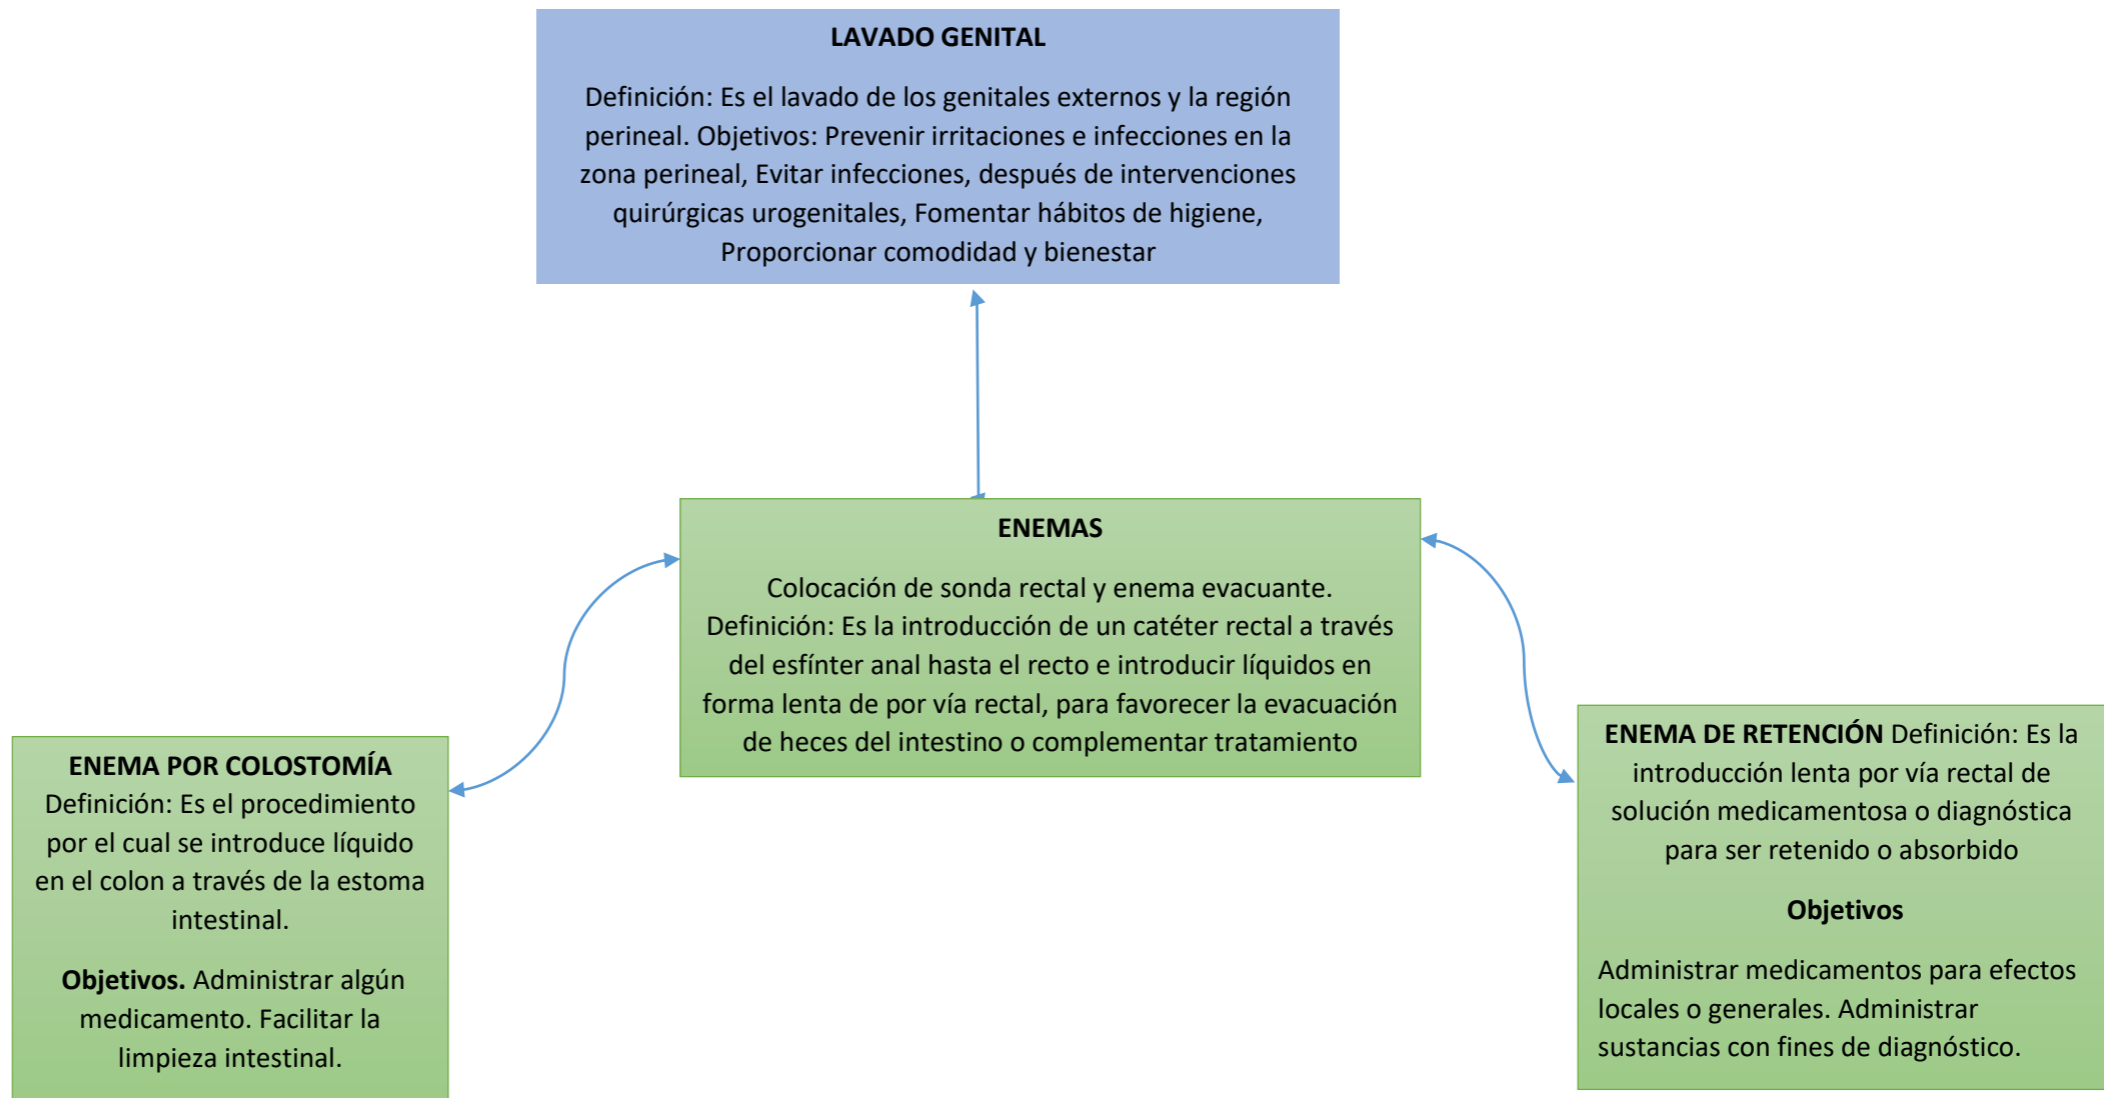 LAVADO GENITAL
Definición: Es el lavado de los genitales externos y la región
perineal. Objetivos: Prevenir irritaciones e infecciones en la
zona perineal, Evitar infecciones, después de intervenciones
quirúrgicas urogenitales, Fomentar hábitos de higiene,
Proporcionar comodidad y bienestar
ENEMAS
Colocación de sonda rectal y enema evacuante.
Definición: Es la introducción de un catéter rectal a través
del esfínter anal hasta el recto e introducir líquidos en
forma lenta de por vía rectal, para favorecer la evacuación
de heces del intestino o complementar tratamiento
ENEMA POR COLOSTOMÍA
Definición: Es el procedimiento
por el cual se introduce líquido
en el colon a través de la estoma
intestinal.
Objetivos. Administrar algún
medicamento. Facilitar la
limpieza intestinal.
ENEMA DE RETENCIÓN Definición: Es la
introducción lenta por vía rectal de
solución medicamentosa o diagnóstica
para ser retenido o absorbido
Objetivos
Administrar medicamentos para efectos
locales o generales. Administrar
sustancias con fines de diagnóstico.